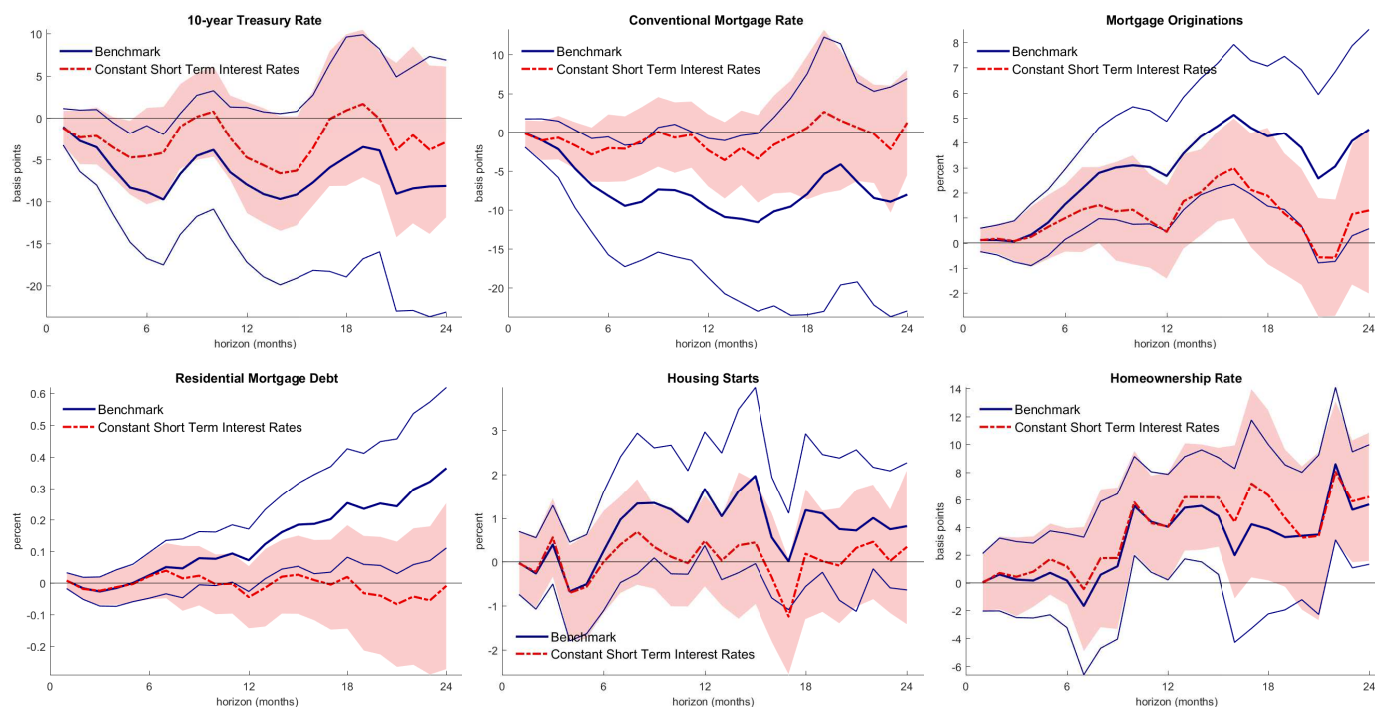 10-year Treasury Rate
10
5
0
-5
-10
-15
-20
basis points
Benchmark
Constant Short Term Interest Rates
0
6
12
18
24
horizon (months)
Conventional Mortgage Rate
10
5
0
-5
-10
-15
-20
basis points
Benchmark
Constant Short Term Interest Rates
0
6
12
18
24
horizon (months)
Mortgage Originations
8
7
6
5
4
3
2
1
0
-1
-2
percent
Benchmark
Constant Short Term Interest Rates
0
6
12
18
24
horizon (months)
Residential Mortgage Debt
0.6
0.5
0.4
0.3
0.2
0.1
0
-0.1
-0.2
percent
Benchmark
Constant Short Term Interest Rates
0
6
12
18
24
horizon (months)
Housing Starts
3
2
1
0
-1
-2
percent
Benchmark
Constant Short Term Interest Rates
0
6
12
18
24
horizon (months)
Homeownership Rate
14
12
10
8
6
4
2
0
-2
-4
-6
basis points
Benchmark
Constant Short Term Interest Rates
0
6
12
18
24
horizon (months)